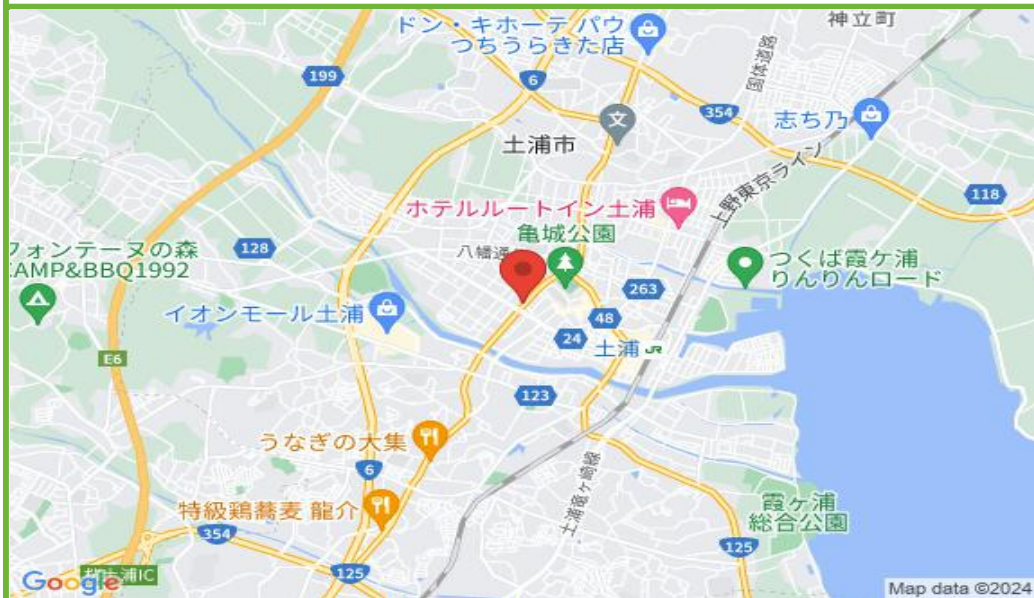 ドン・キホーテ パウ
つちうらきた店
神立町
国体道路
199
6
354
志ち乃
文
土浦市
上野東京ライン
118
ホテルルートイン土浦
亀城公園
八幡通
128
フォンテーヌの森
CAMP&BBQ1992
つくば霞ケ浦
りんりんロード
263
イオンモール土浦
48
24
土浦 JR
E6
123
うなぎの大集
6
土浦竜ケ崎線
特級鶏蕎麦 龍介
霞ヶ浦
総合公園
354
125
125
土浦IC
Google
Map data ©2024